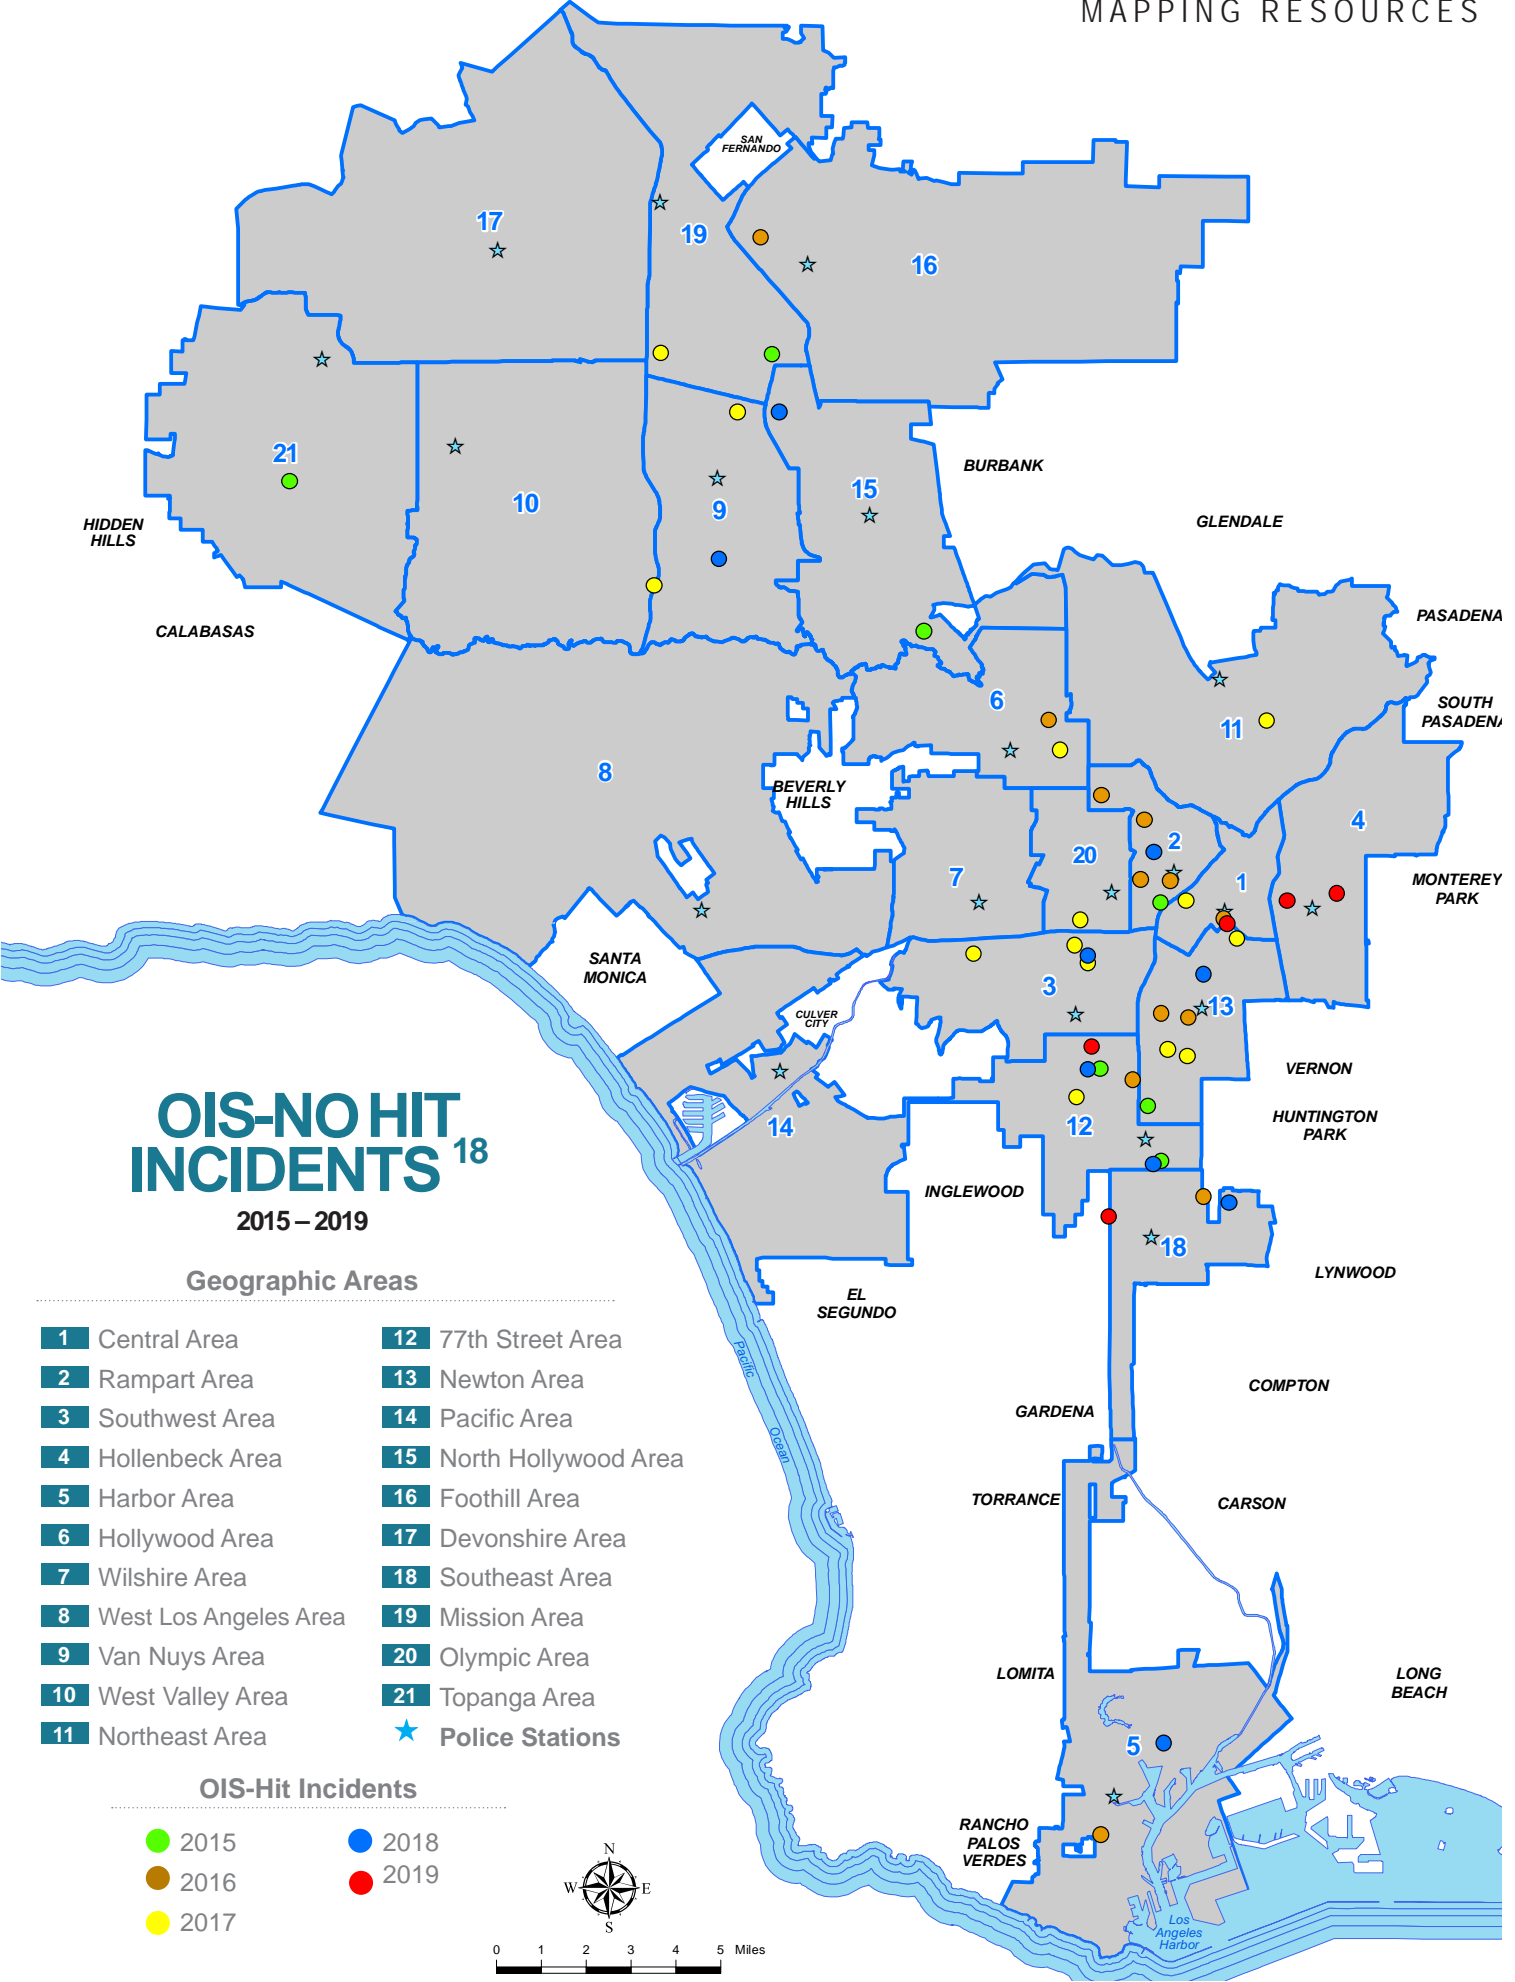 MAPPING RESOURCES
SAN
FERNANDO
17
19
16
21
10
9
15
BURBANK
GLENDALE
HIDDEN
HILLS
CALABASAS
PASADENA
6
11
SOUTH
PASADENA
8
BEVERLY
HILLS
4
2
20
7
1
MONTEREY
PARK
SANTA
MONICA
3
13
CULVER
CITY
VERNON
14
12
HUNTINGTON
PARK
INGLEWOOD
18
LYNWOOD
EL
SEGUNDO
Pacific
Ocean
COMPTON
GARDENA
TORRANCE
CARSON
LOMITA
LONG
BEACH
5
RANCHO
PALOS
VERDES
Los
Angeles
Harbor
OIS-NO HIT
INCIDENTS 18
2015 – 2019
Geographic Areas
1 Central Area
2 Rampart Area
3 Southwest Area
4 Hollenbeck Area
5 Harbor Area
6 Hollywood Area
7 Wilshire Area
8 West Los Angeles Area
9 Van Nuys Area
10 West Valley Area
11 Northeast Area
12 77th Street Area
13 Newton Area
14 Pacific Area
15 North Hollywood Area
16 Foothill Area
17 Devonshire Area
18 Southeast Area
19 Mission Area
20 Olympic Area
21 Topanga Area
Police Stations
OIS-Hit Incidents
2015
2016
2017
2018
2019
N
W E
S
0 1 2 3 4 5 Miles